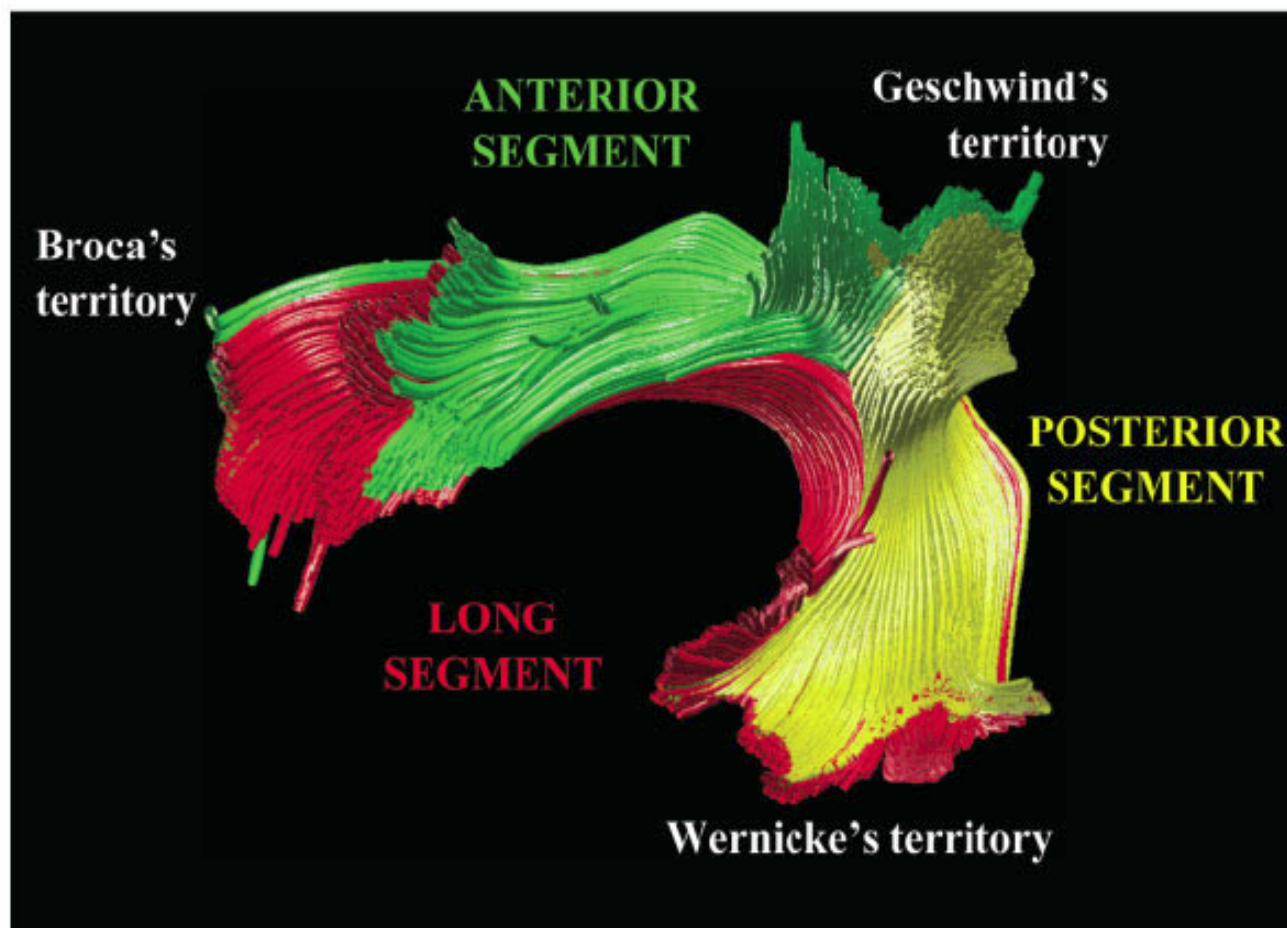 ANTERIOR
SEGMENT
Geschwind's
territory
Broca's
territory
POSTERIOR
SEGMENT
LONG
SEGMENT
Wernicke's territory